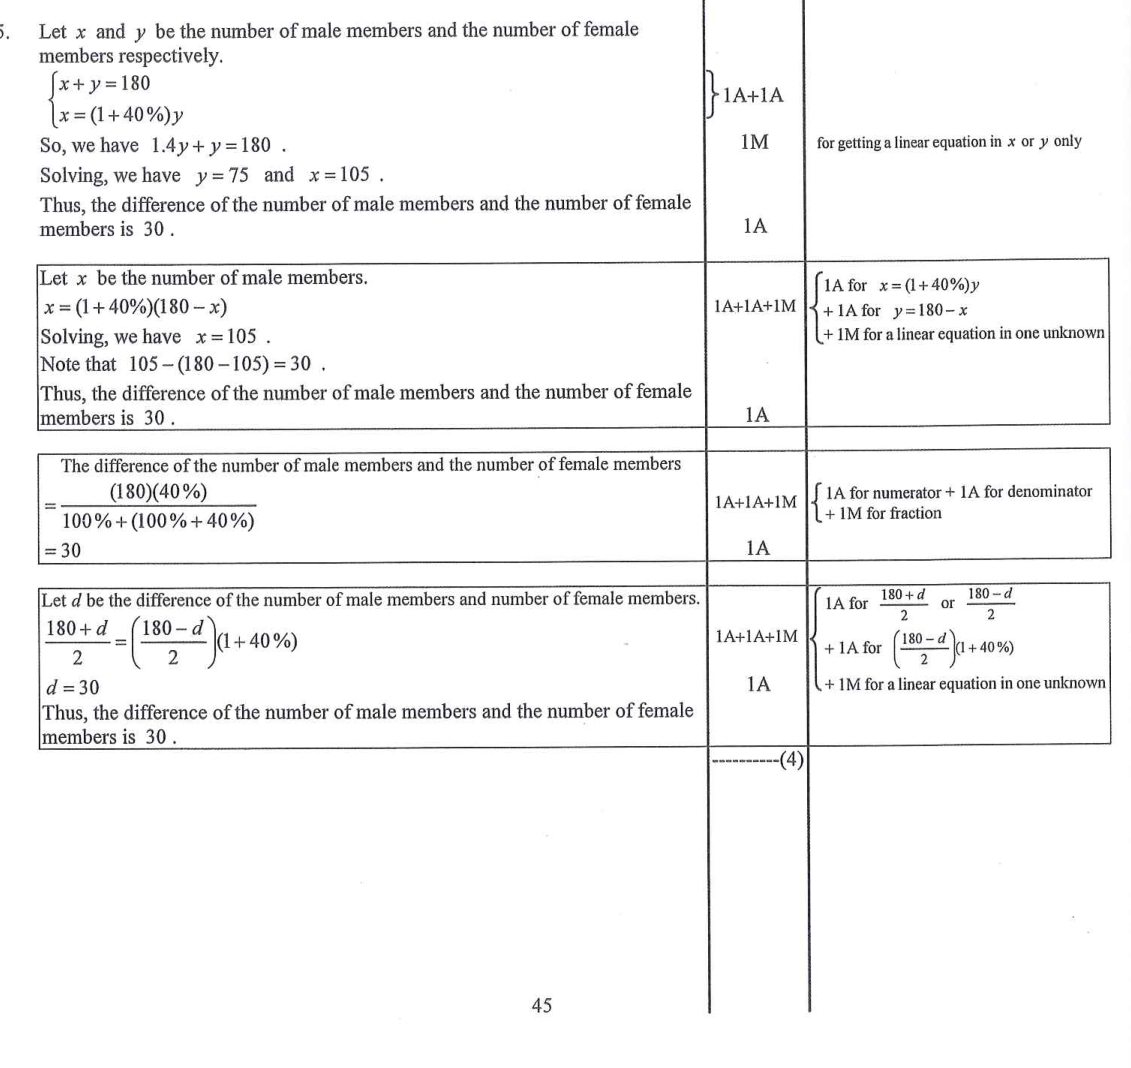 5. Let x and y be the number of male members and the number of female
members respectively.
{ x + y = 180
x = (1 + 40%)y } 1A+1A
So, we have 1.4y + y = 180 . 1M for getting a linear equation in x or y only
Solving, we have y = 75 and x = 105 .
Thus, the difference of the number of male members and the number of female
members is 30 . 1A
Let x be the number of male members.
x = (1 + 40%)(180 − x) 1A+1A+1M { 1A for x = (1 + 40%)y
+ 1A for y = 180 − x
Solving, we have x = 105 . + 1M for a linear equation in one unknown
Note that 105 − (180 − 105) = 30 .
Thus, the difference of the number of male members and the number of female
members is 30 . 1A
The difference of the number of male members and the number of female members
= (180)(40%) / 100% + (100% + 40%) 1A+1A+1M { 1A for numerator + 1A for denominator
+ 1M for fraction
= 30 1A
Let d be the difference of the number of male members and number of female members.
(180 + d)/2 = ((180 − d)/2)(1 + 40%) 1A+1A+1M { 1A for (180 + d)/2 or (180 − d)/2
+ 1A for ((180 − d)/2)(1 + 40%)
d = 30 1A + 1M for a linear equation in one unknown
Thus, the difference of the number of male members and the number of female
members is 30 .
-----------(4)
45